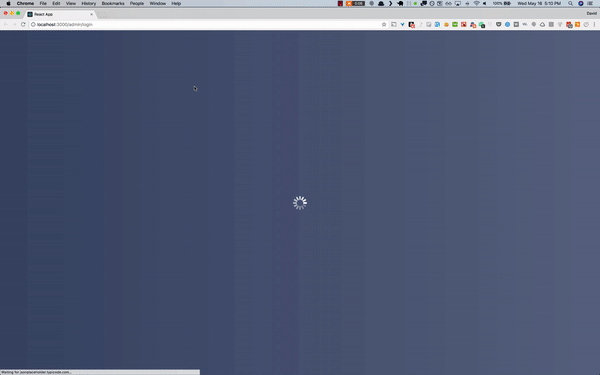 Chrome File Edit View History Bookmarks People Window Help
100% Wed May 18 5:10 PM
React App
David
localhost:3000/admin/login
Waiting for jsonplaceholder.typicode.com...